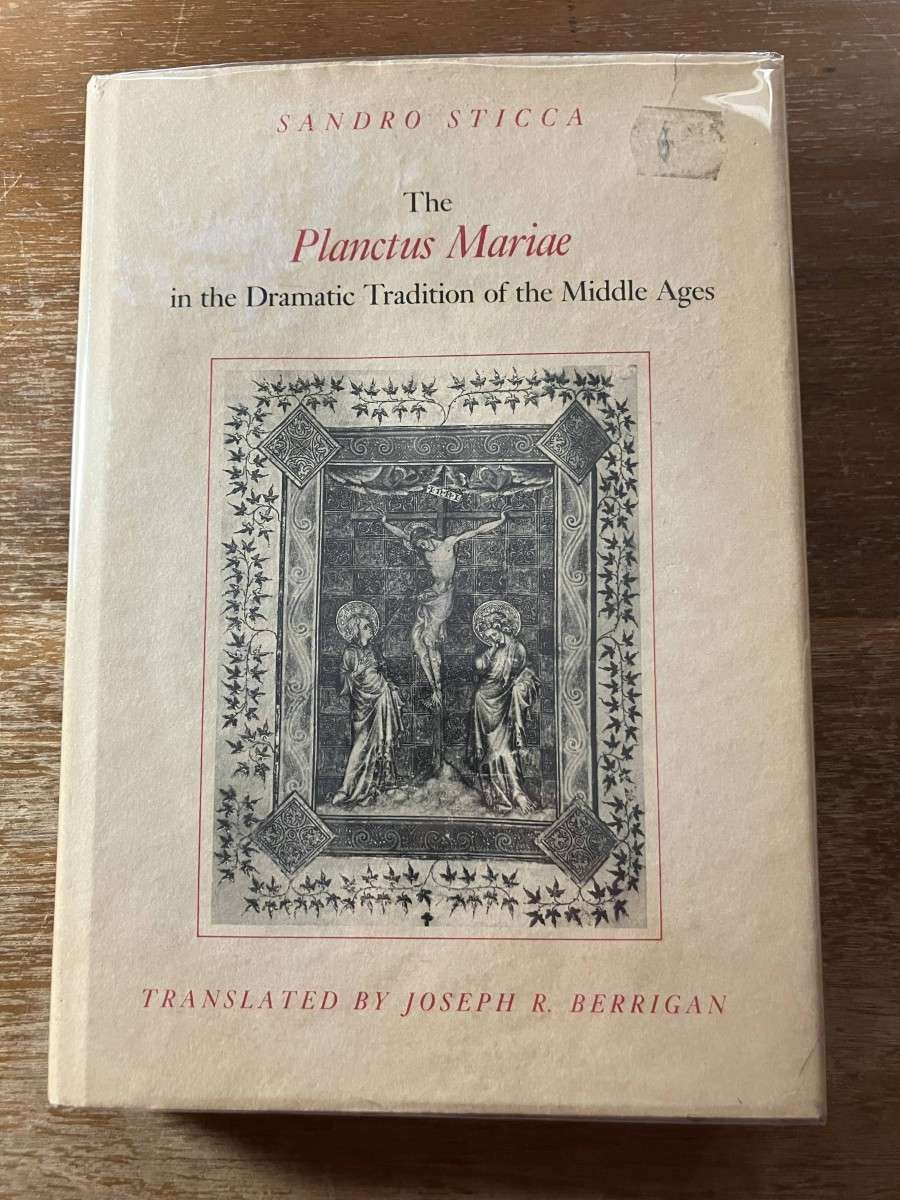 SANDRO STICCA
The
Planctus Mariae
in the Dramatic Tradition of the Middle Ages
TRANSLATED BY JOSEPH R. BERRIGAN